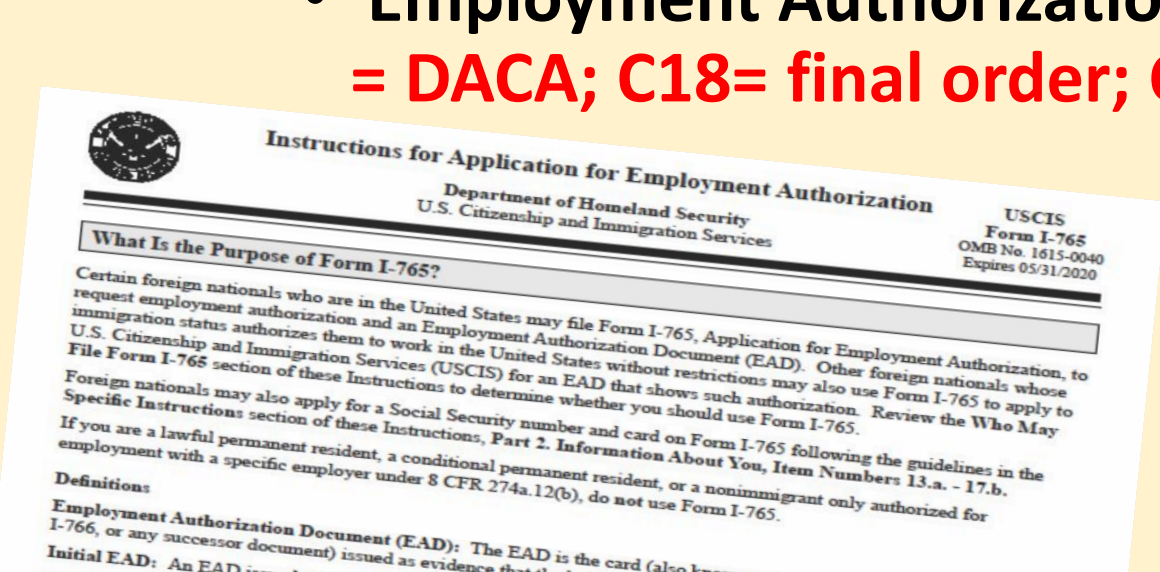 • Employment Authorizatio
= DACA; C18= final order;
Instructions for Application for Employment Authorization
Department of Homeland Security
U.S. Citizenship and Immigration Services
USCIS
Form I-765
OMB No. 1615-0040
Expires 05/31/2020
What Is the Purpose of Form I-765?
Certain foreign nationals who are in the United States may file Form I-765, Application for Employment Authorization, to
request employment authorization and an Employment Authorization Document (EAD). Other foreign nationals whose
immigration status authorizes them to work in the United States without restrictions may also use Form I-765 to apply to
U.S. Citizenship and Immigration Services (USCIS) for an EAD that shows such authorization. Review the Who May
File Form I-765 section of these Instructions to determine whether you should use Form I-765.
Foreign nationals may also apply for a Social Security number and card on Form I-765 following the guidelines in the
Specific Instructions section of these Instructions, Part 2. Information About You, Item Numbers 13.a. - 17.b.
If you are a lawful permanent resident, a conditional permanent resident, or a nonimmigrant only authorized for
employment with a specific employer under 8 CFR 274a.12(b), do not use Form I-765.
Definitions
Employment Authorization Document (EAD): The EAD is the card (also
I-766, or any successor document) issued as evidence that
Initial EAD: An EAD